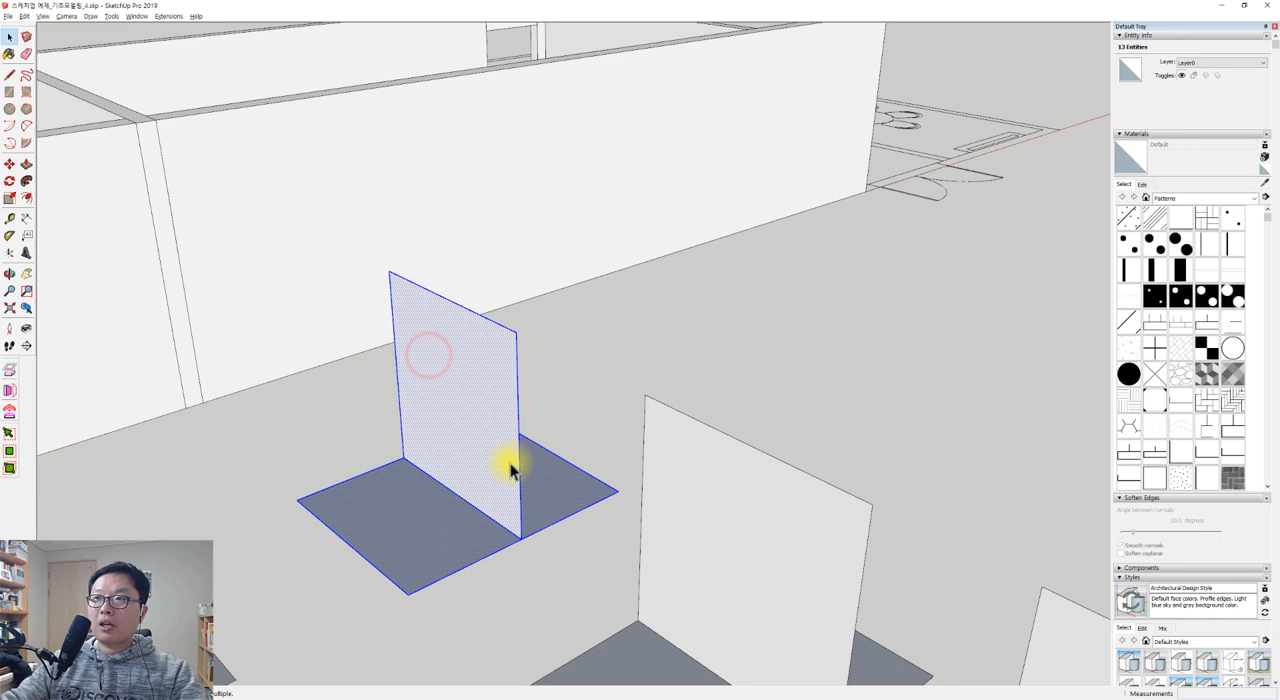 스케치업 예제_기초모델링_4.skp - SketchUp Pro 2019
File Edit View Camera Draw Tools Window Extensions Help
Default Tray
Entity Info
13 Entities
Layer: Layer0
Toggles:
Materials
Default
Select Edit
Patterns
Soften Edges
Angle between normals:
20.0 degrees
Smooth normals
Soften coplanar
Components
Styles
Architectural Design Style
Default face colors. Profile edges. Light
blue sky and gray background color.
Select Edit Mix
Default Styles
ultiple.
Measurements